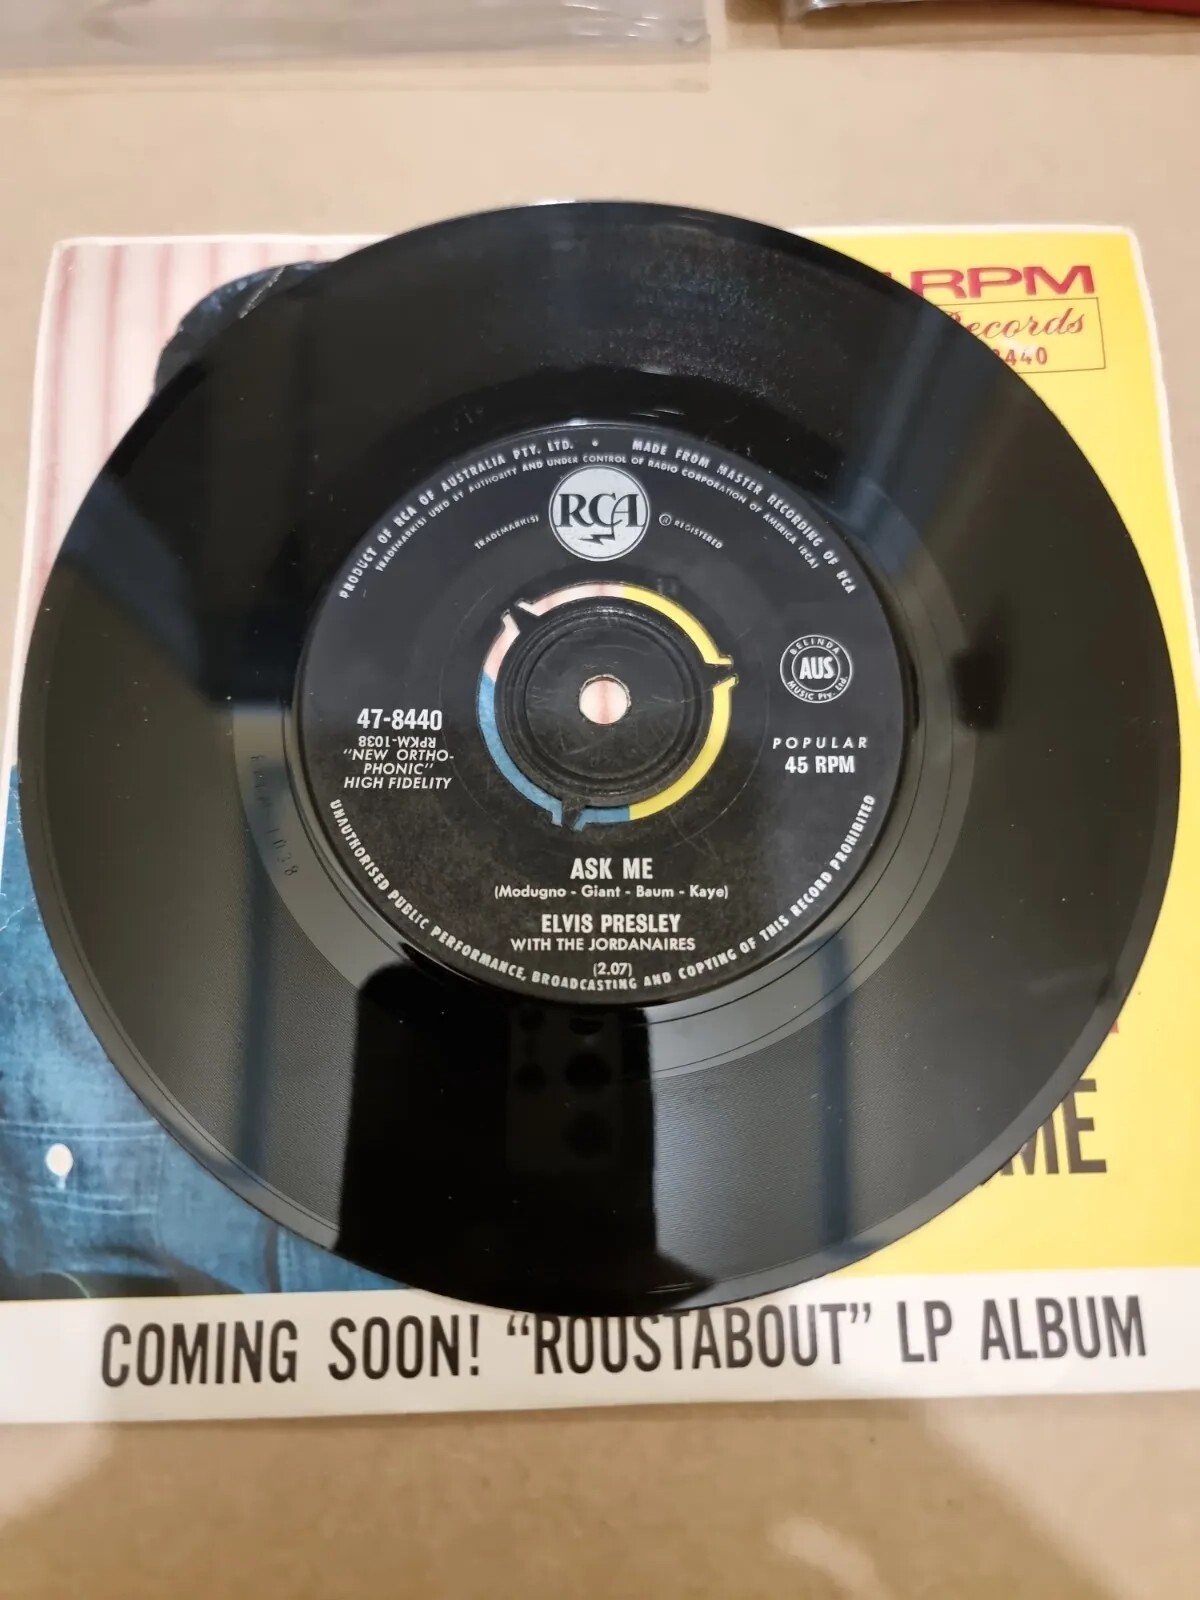 RPM
Records
8440
PRODUCT OF RCA OF AUSTRALIA PTY. LTD. • MADE FROM MASTER RECORDING OF RCA
TRADEMARK(S) USED BY AUTHORITY AND UNDER CONTROL OF RADIO CORPORATION OF AMERICA (RCA)
RCA
TRADEMARK(S) ® REGISTERED
BELINDA
AUS
MUSIC Pty. Ltd.
47-8440
RPKM-1038
"NEW ORTHO-
PHONIC"
HIGH FIDELITY
POPULAR
45 RPM
ASK ME
(Modugno - Giant - Baum - Kaye)
ELVIS PRESLEY
WITH THE JORDANAIRES
(2.07)
UNAUTHORISED PUBLIC PERFORMANCE, BROADCASTING AND COPYING OF THIS RECORD PROHIBITED
1038
ME
COMING SOON! "ROUSTABOUT" LP ALBUM